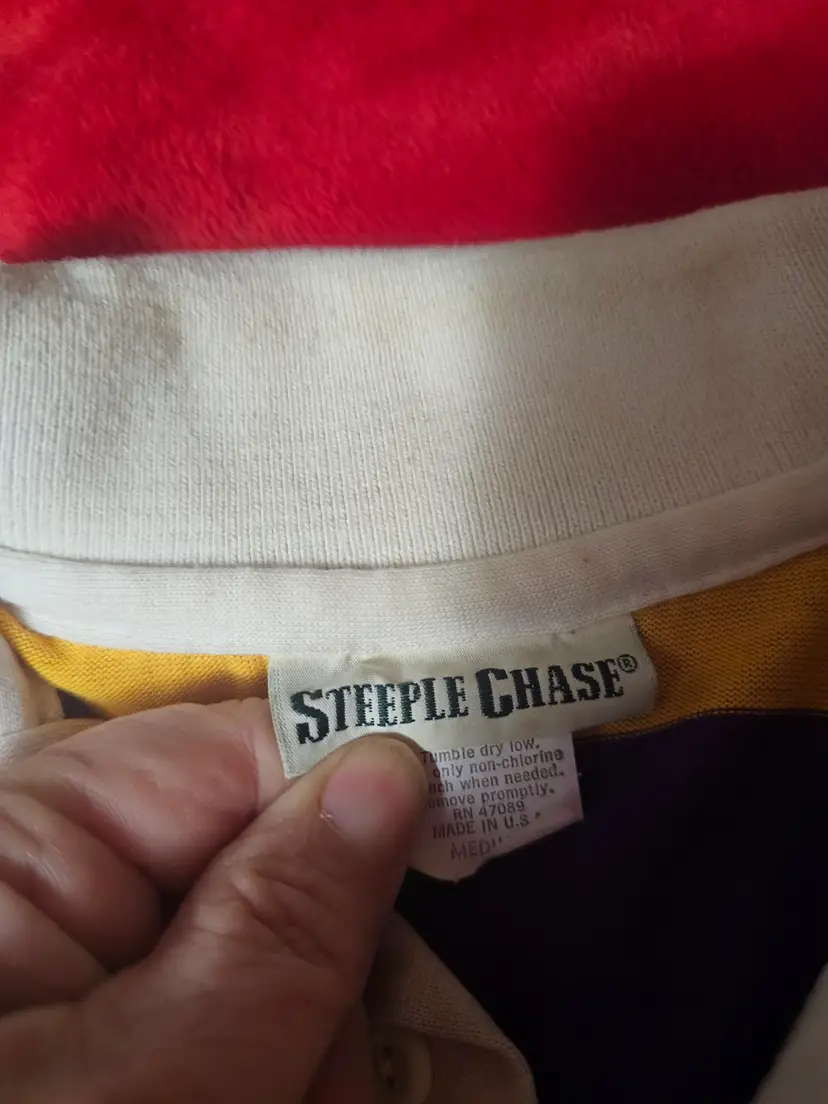 STEEPLE CHASE®
Tumble dry low.
only non-chlorine
when needed.
promptly.
RN 47089
MADE IN U.S.